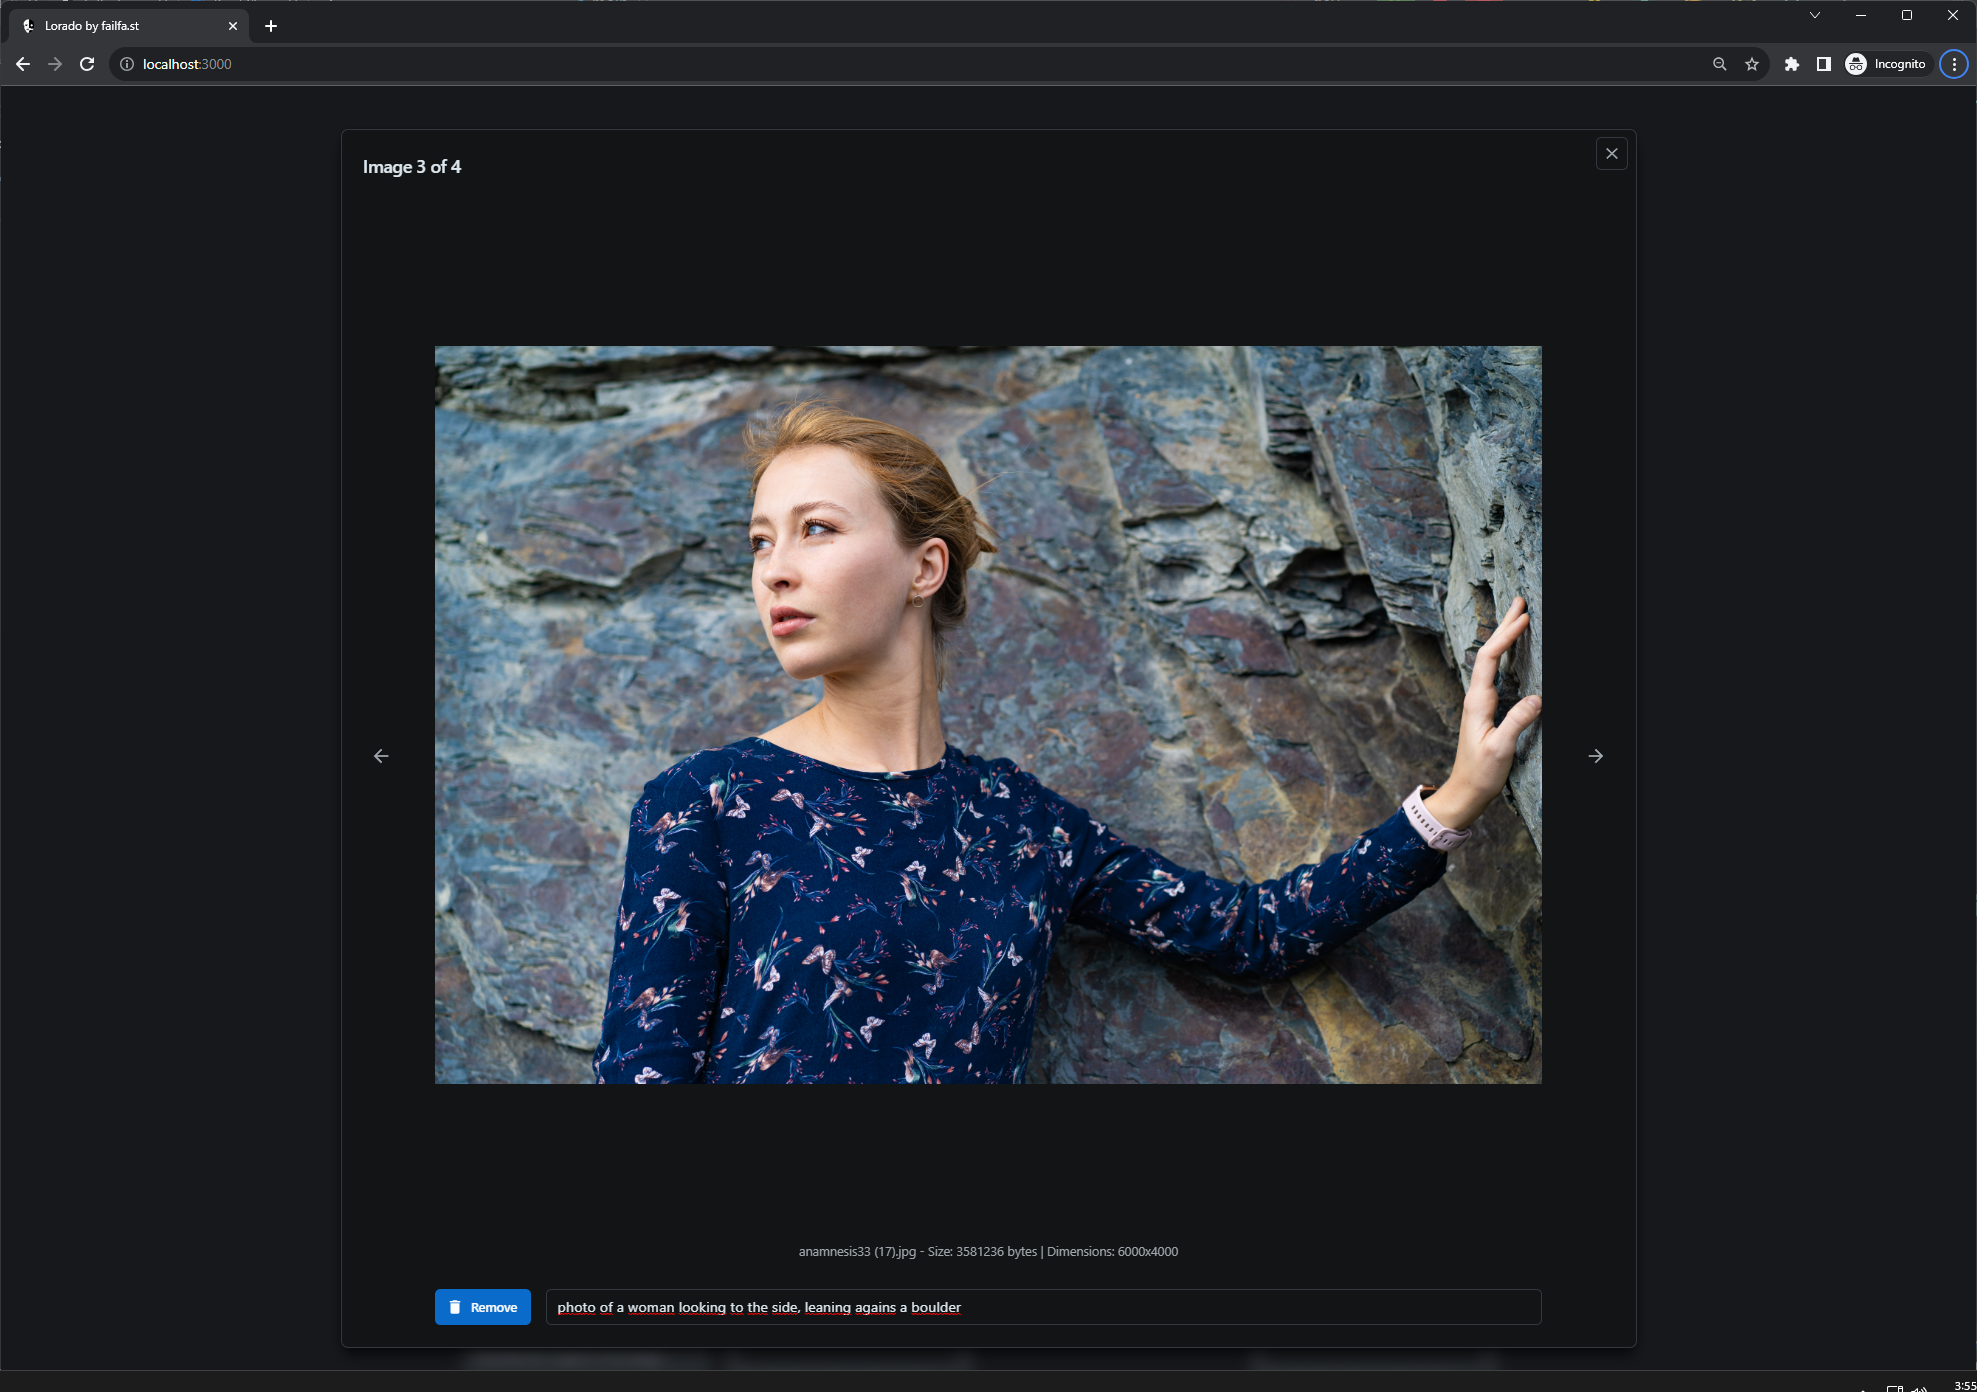 Lorado by failfa.st
localhost:3000
Incognito
Image 3 of 4
anamnesis33 (17).jpg - Size: 3581236 bytes | Dimensions: 6000x4000
Remove
photo of a woman looking to the side, leaning agains a boulder
3:55